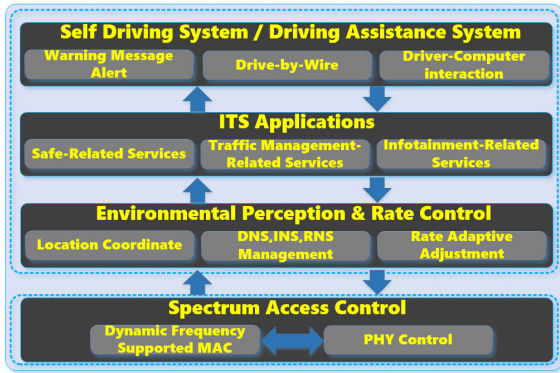 Self Driving System / Driving Assistance System
Warning Message
Alert
Drive-by-Wire
Driver-Computer
interaction
ITS Applications
Safe-Related Services
Traffic Management-
Related Services
Infotainment-Related
Services
Environmental Perception & Rate Control
Location Coordinate
DNS,INS,RNS
Management
Rate Adaptive
Adjustment
Spectrum Access Control
Dynamic Frequency
Supported MAC
PHY Control